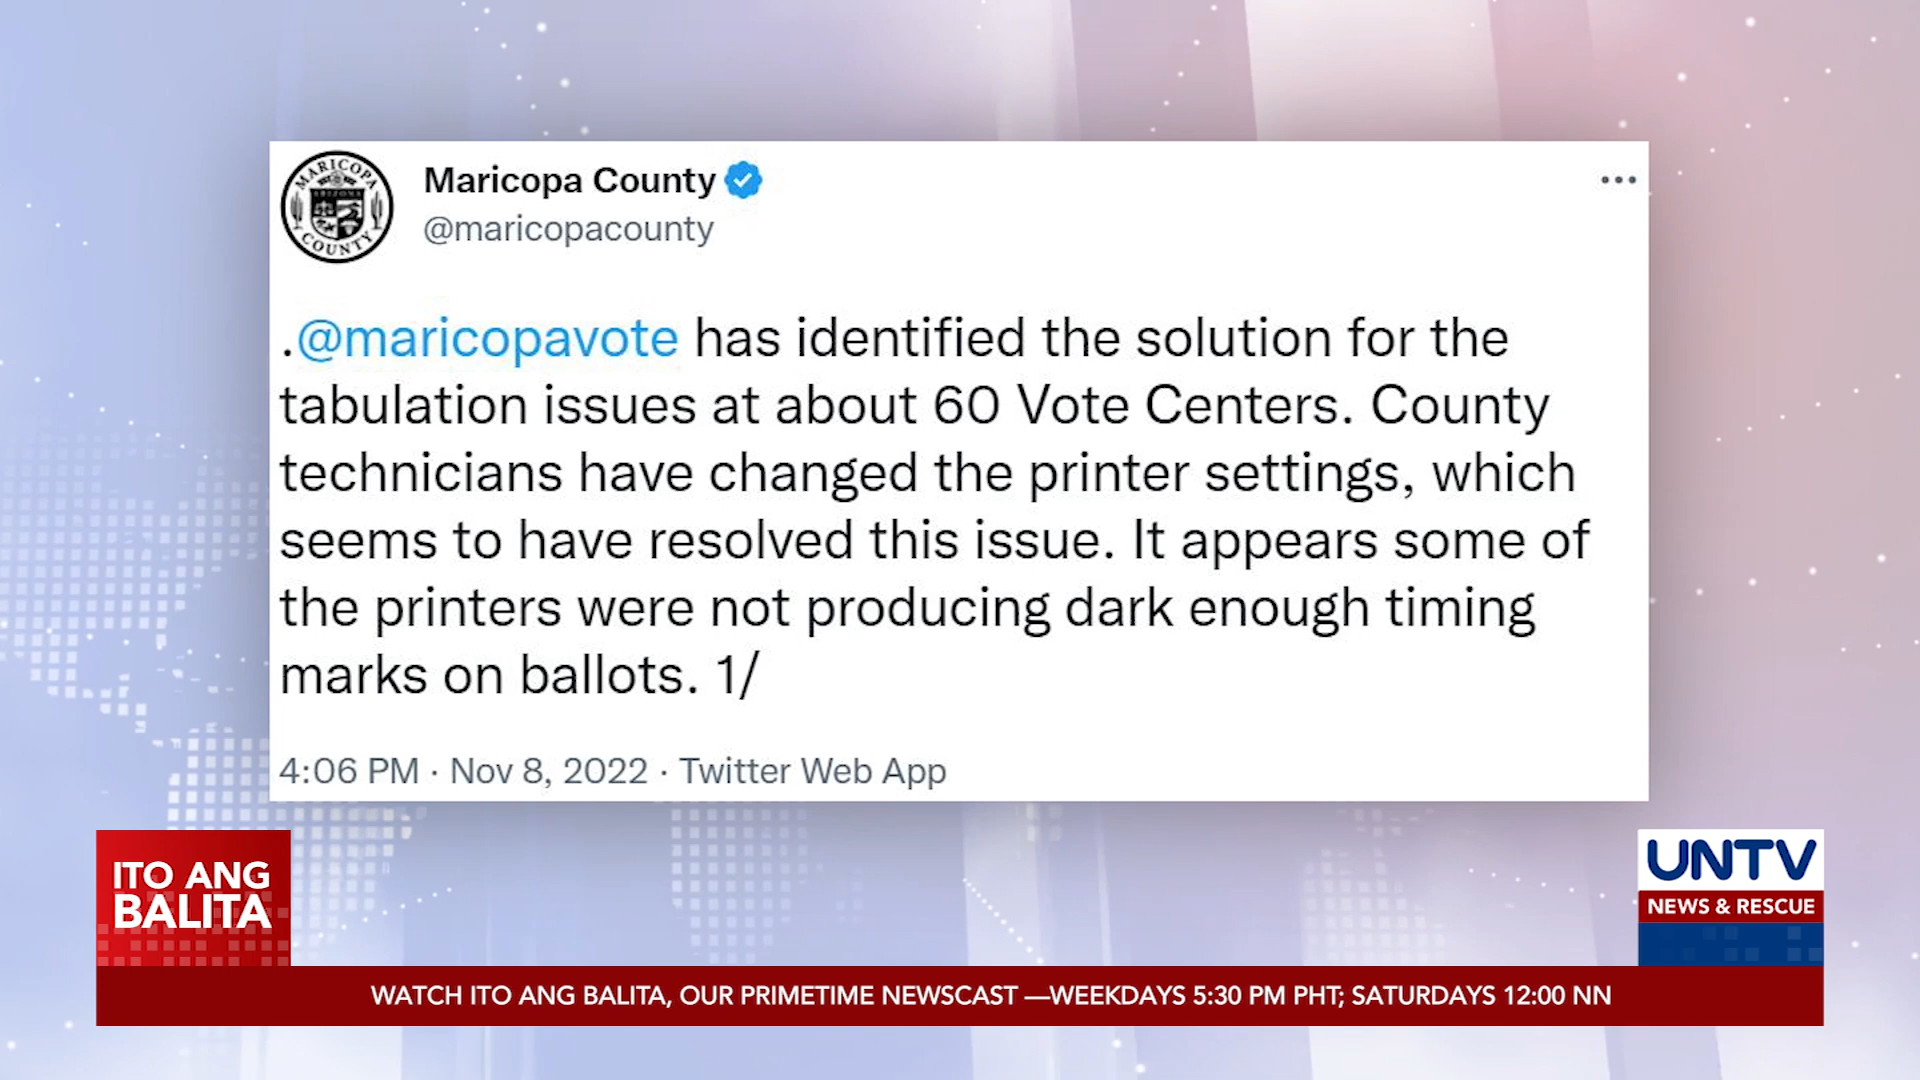 MARICOPA
COUNTY
Maricopa County
@maricopacounty
.@maricopavote has identified the solution for the
tabulation issues at about 60 Vote Centers. County
technicians have changed the printer settings, which
seems to have resolved this issue. It appears some of
the printers were not producing dark enough timing
marks on ballots. 1/
4:06 PM · Nov 8, 2022 · Twitter Web App
ITO ANG
BALITA
UNTV
NEWS & RESCUE
WATCH ITO ANG BALITA, OUR PRIMETIME NEWSCAST —WEEKDAYS 5:30 PM PHT; SATURDAYS 12:00 NN